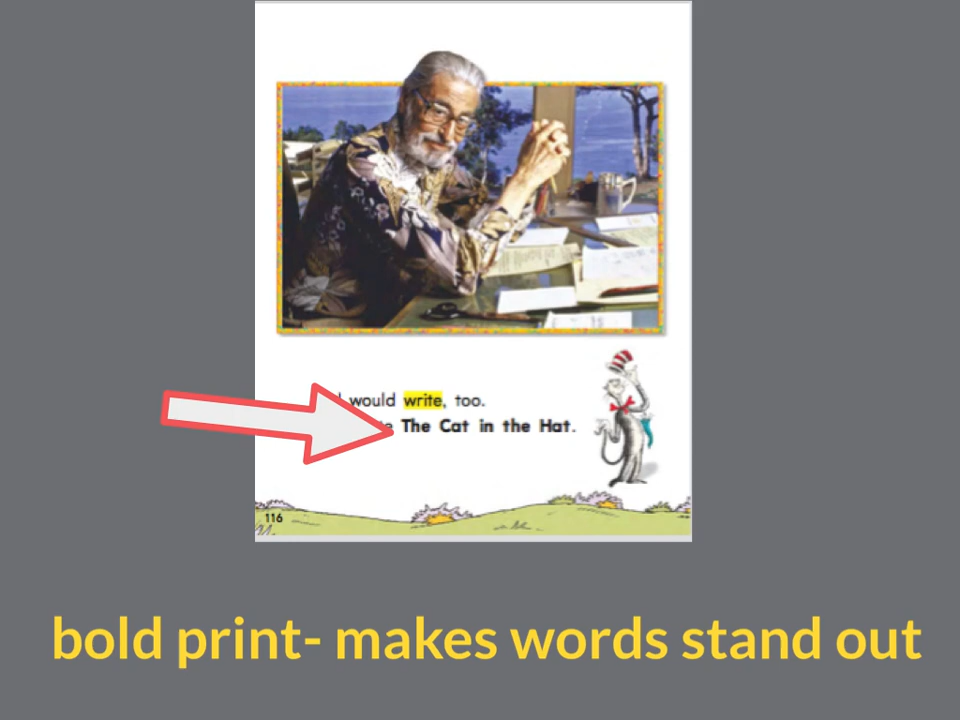 would write, too.
The Cat in the Hat.
116
bold print- makes words stand out